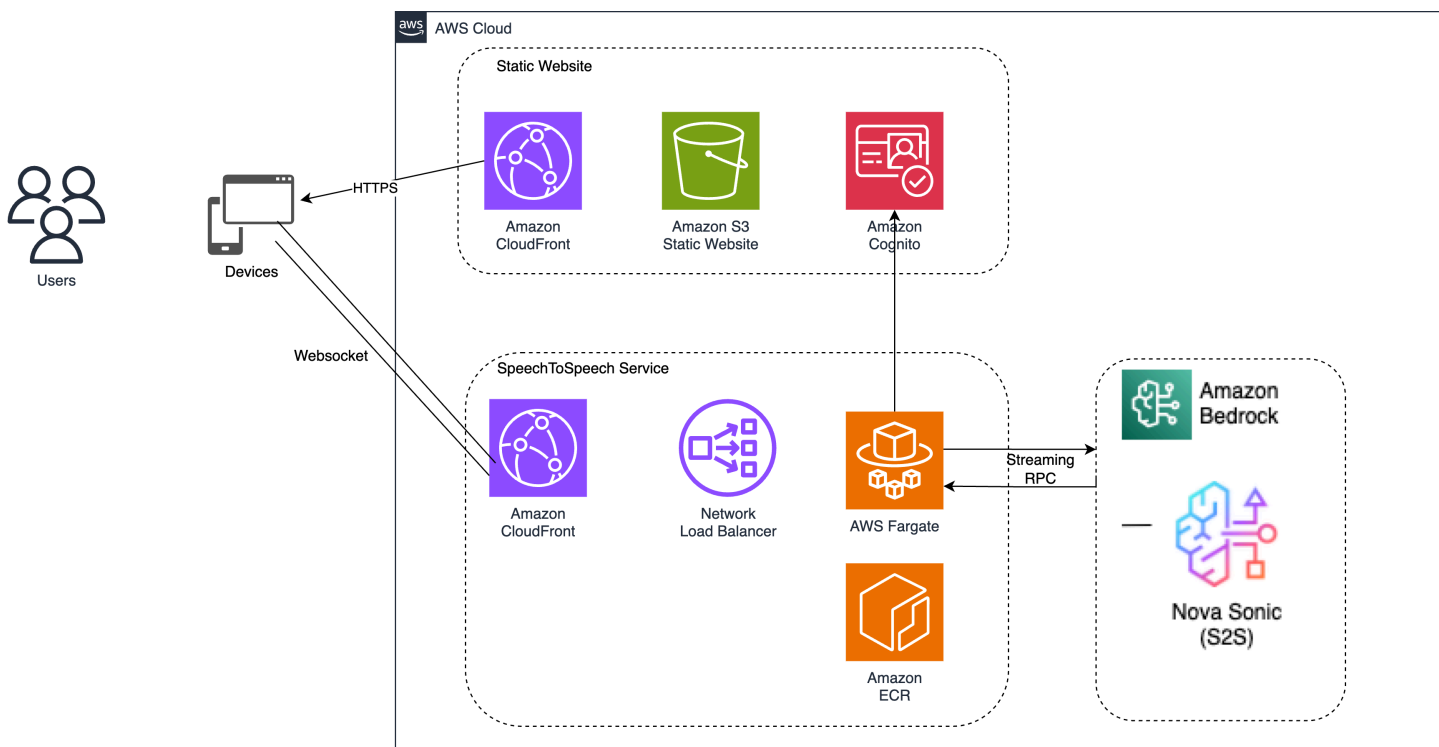 aws
AWS Cloud
Static Website
HTTPS
Amazon
CloudFront
Amazon S3
Static Website
Amazon
Cognito
Users
Devices
Websocket
SpeechToSpeech Service
Amazon
CloudFront
Network
Load Balancer
AWS Fargate
Streaming
RPC
Amazon
ECR
Amazon
Bedrock
Nova Sonic
(S2S)